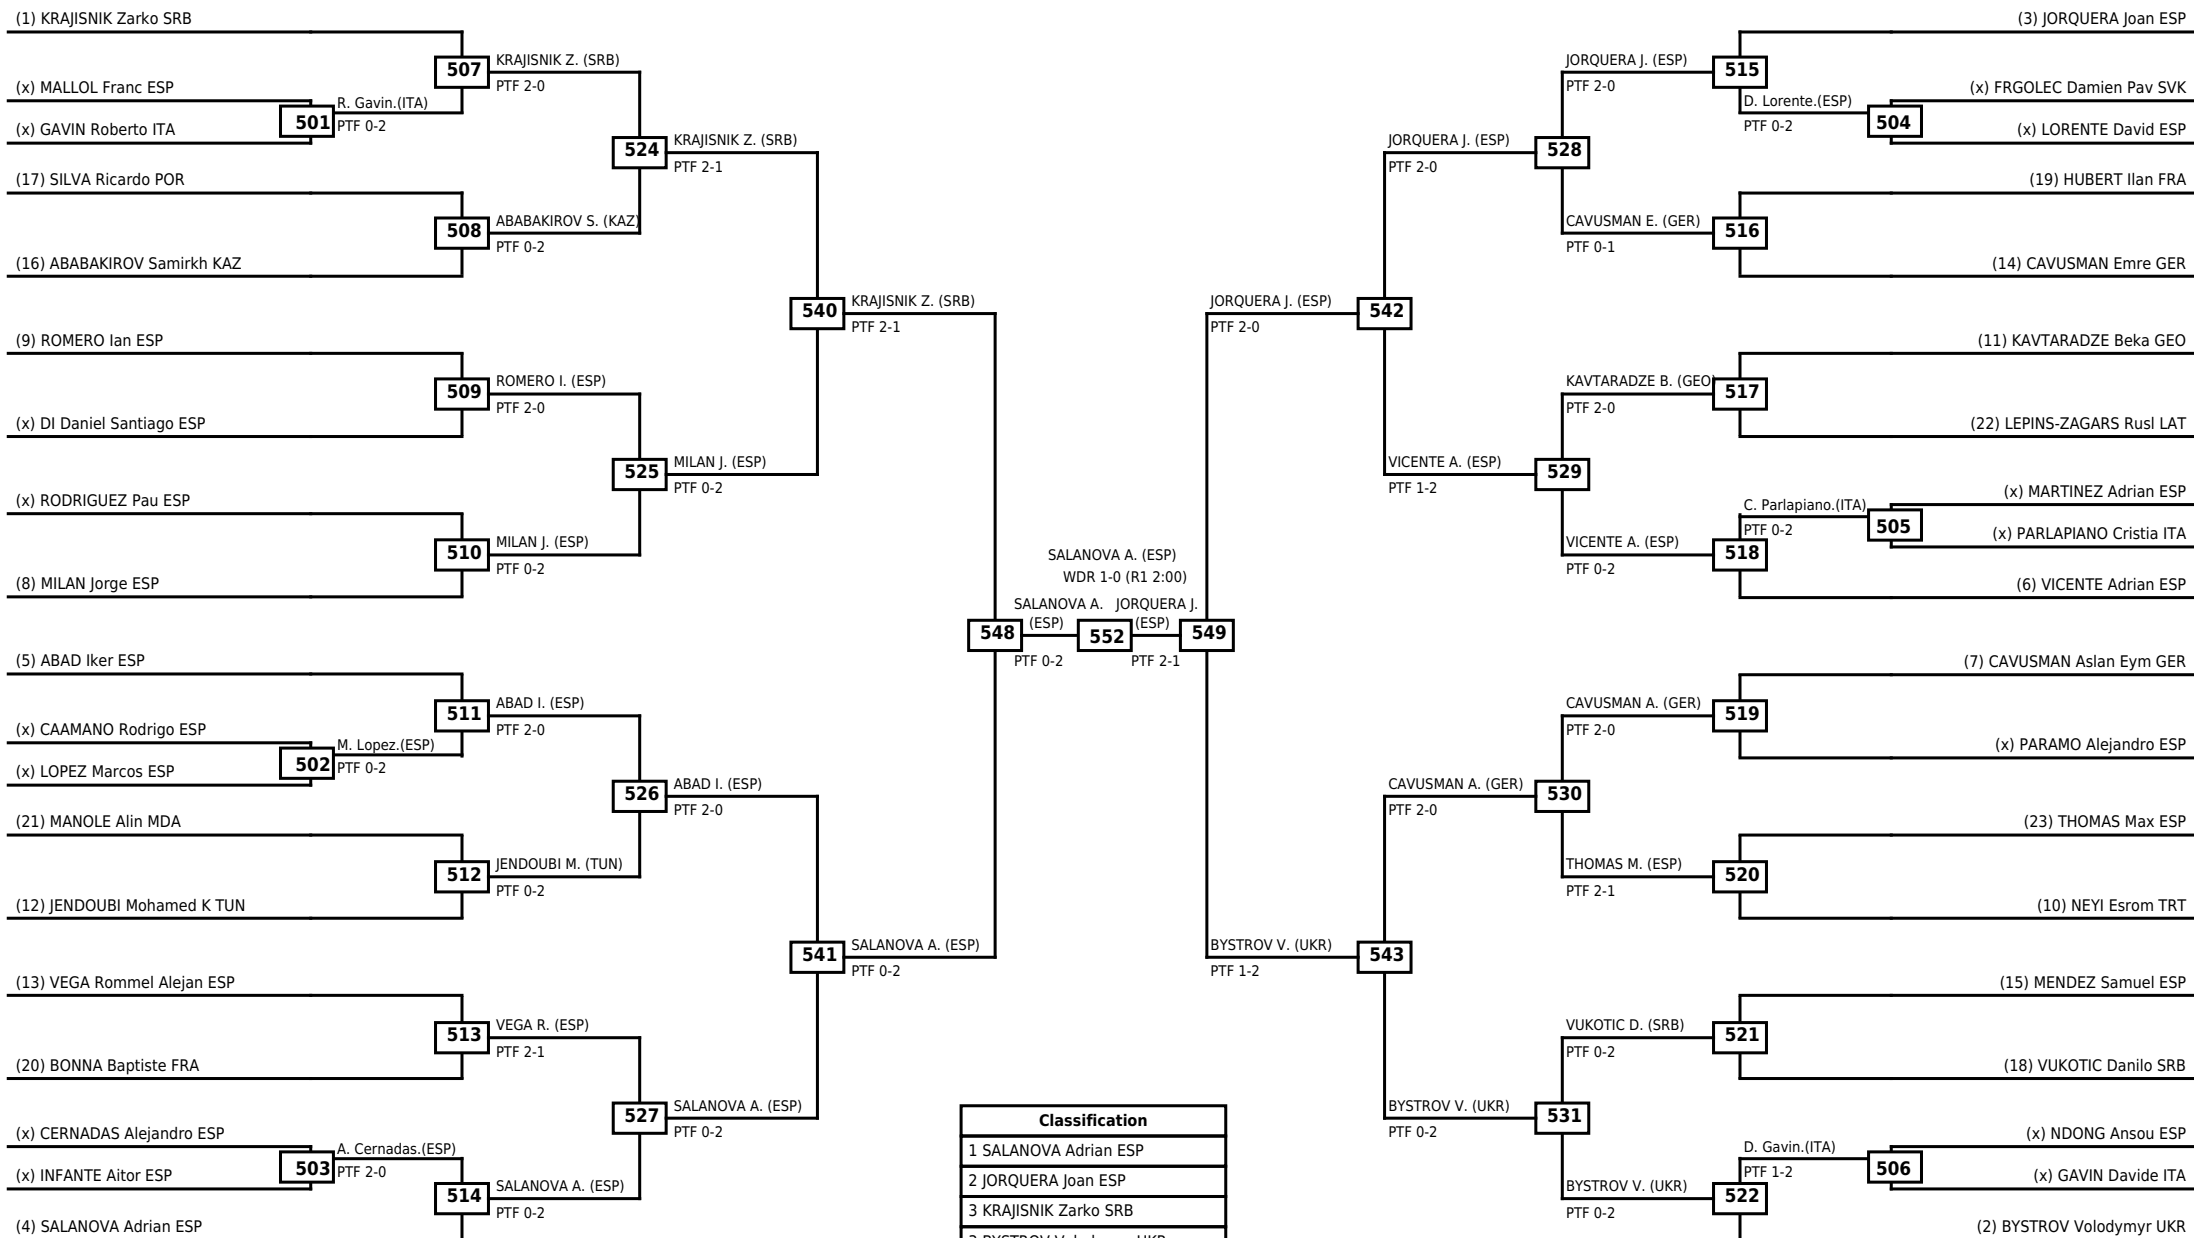 (1) KRAJISNIK Zarko SRB
507
KRAJISNIK Z. (SRB)
PTF 2-0
(x) MALLOL Franc ESP
501
R. Gavin.(ITA)
PTF 0-2
(x) GAVIN Roberto ITA
524
KRAJISNIK Z. (SRB)
PTF 2-1
(17) SILVA Ricardo POR
508
ABABAKIROV S. (KAZ)
PTF 0-2
(16) ABABAKIROV Samirkh KAZ
540
KRAJISNIK Z. (SRB)
PTF 2-1
(9) ROMERO Ian ESP
509
ROMERO I. (ESP)
PTF 2-0
(x) DI Daniel Santiago ESP
525
MILAN J. (ESP)
PTF 0-2
(x) RODRIGUEZ Pau ESP
510
MILAN J. (ESP)
PTF 0-2
(8) MILAN Jorge ESP
(5) ABAD Iker ESP
511
ABAD I. (ESP)
PTF 2-0
(x) CAAMANO Rodrigo ESP
502
M. Lopez.(ESP)
PTF 0-2
(x) LOPEZ Marcos ESP
526
ABAD I. (ESP)
PTF 2-0
(21) MANOLE Alin MDA
512
JENDOUBI M. (TUN)
PTF 0-2
(12) JENDOUBI Mohamed K TUN
541
SALANOVA A. (ESP)
PTF 0-2
(13) VEGA Rommel Alejan ESP
513
VEGA R. (ESP)
PTF 2-1
(20) BONNA Baptiste FRA
527
SALANOVA A. (ESP)
PTF 0-2
(x) CERNADAS Alejandro ESP
503
A. Cernadas.(ESP)
PTF 2-0
(x) INFANTE Aitor ESP
514
SALANOVA A. (ESP)
PTF 0-2
(4) SALANOVA Adrian ESP
SALANOVA A. (ESP)
WDR 1-0 (R1 2:00)
SALANOVA A.
(ESP)
548
PTF 0-2
552
JORQUERA J.
(ESP)
549
PTF 2-1
(3) JORQUERA Joan ESP
515
JORQUERA J. (ESP)
PTF 2-0
(x) FRGOLEC Damien Pav SVK
504
D. Lorente.(ESP)
PTF 0-2
(x) LORENTE David ESP
528
JORQUERA J. (ESP)
PTF 2-0
(19) HUBERT Ilan FRA
516
CAVUSMAN E. (GER)
PTF 0-1
(14) CAVUSMAN Emre GER
542
JORQUERA J. (ESP)
PTF 2-0
(11) KAVTARADZE Beka GEO
517
KAVTARADZE B. (GEO)
PTF 2-0
(22) LEPINS-ZAGARS Rusl LAT
529
VICENTE A. (ESP)
PTF 1-2
(x) MARTINEZ Adrian ESP
505
C. Parlapiano.(ITA)
PTF 0-2
(x) PARLAPIANO Cristia ITA
518
VICENTE A. (ESP)
PTF 0-2
(6) VICENTE Adrian ESP
(7) CAVUSMAN Aslan Eym GER
519
CAVUSMAN A. (GER)
PTF 2-0
(x) PARAMO Alejandro ESP
530
CAVUSMAN A. (GER)
PTF 2-0
(23) THOMAS Max ESP
520
THOMAS M. (ESP)
PTF 2-1
(10) NEYI Esrom TRT
543
BYSTROV V. (UKR)
PTF 1-2
(15) MENDEZ Samuel ESP
521
VUKOTIC D. (SRB)
PTF 0-2
(18) VUKOTIC Danilo SRB
531
BYSTROV V. (UKR)
PTF 0-2
(x) NDONG Ansou ESP
506
D. Gavin.(ITA)
PTF 1-2
(x) GAVIN Davide ITA
522
BYSTROV V. (UKR)
PTF 0-2
(2) BYSTROV Volodymyr UKR
Classification
1 SALANOVA Adrian ESP
2 JORQUERA Joan ESP
3 KRAJISNIK Zarko SRB
3 BYSTROV Volodymyr UKR